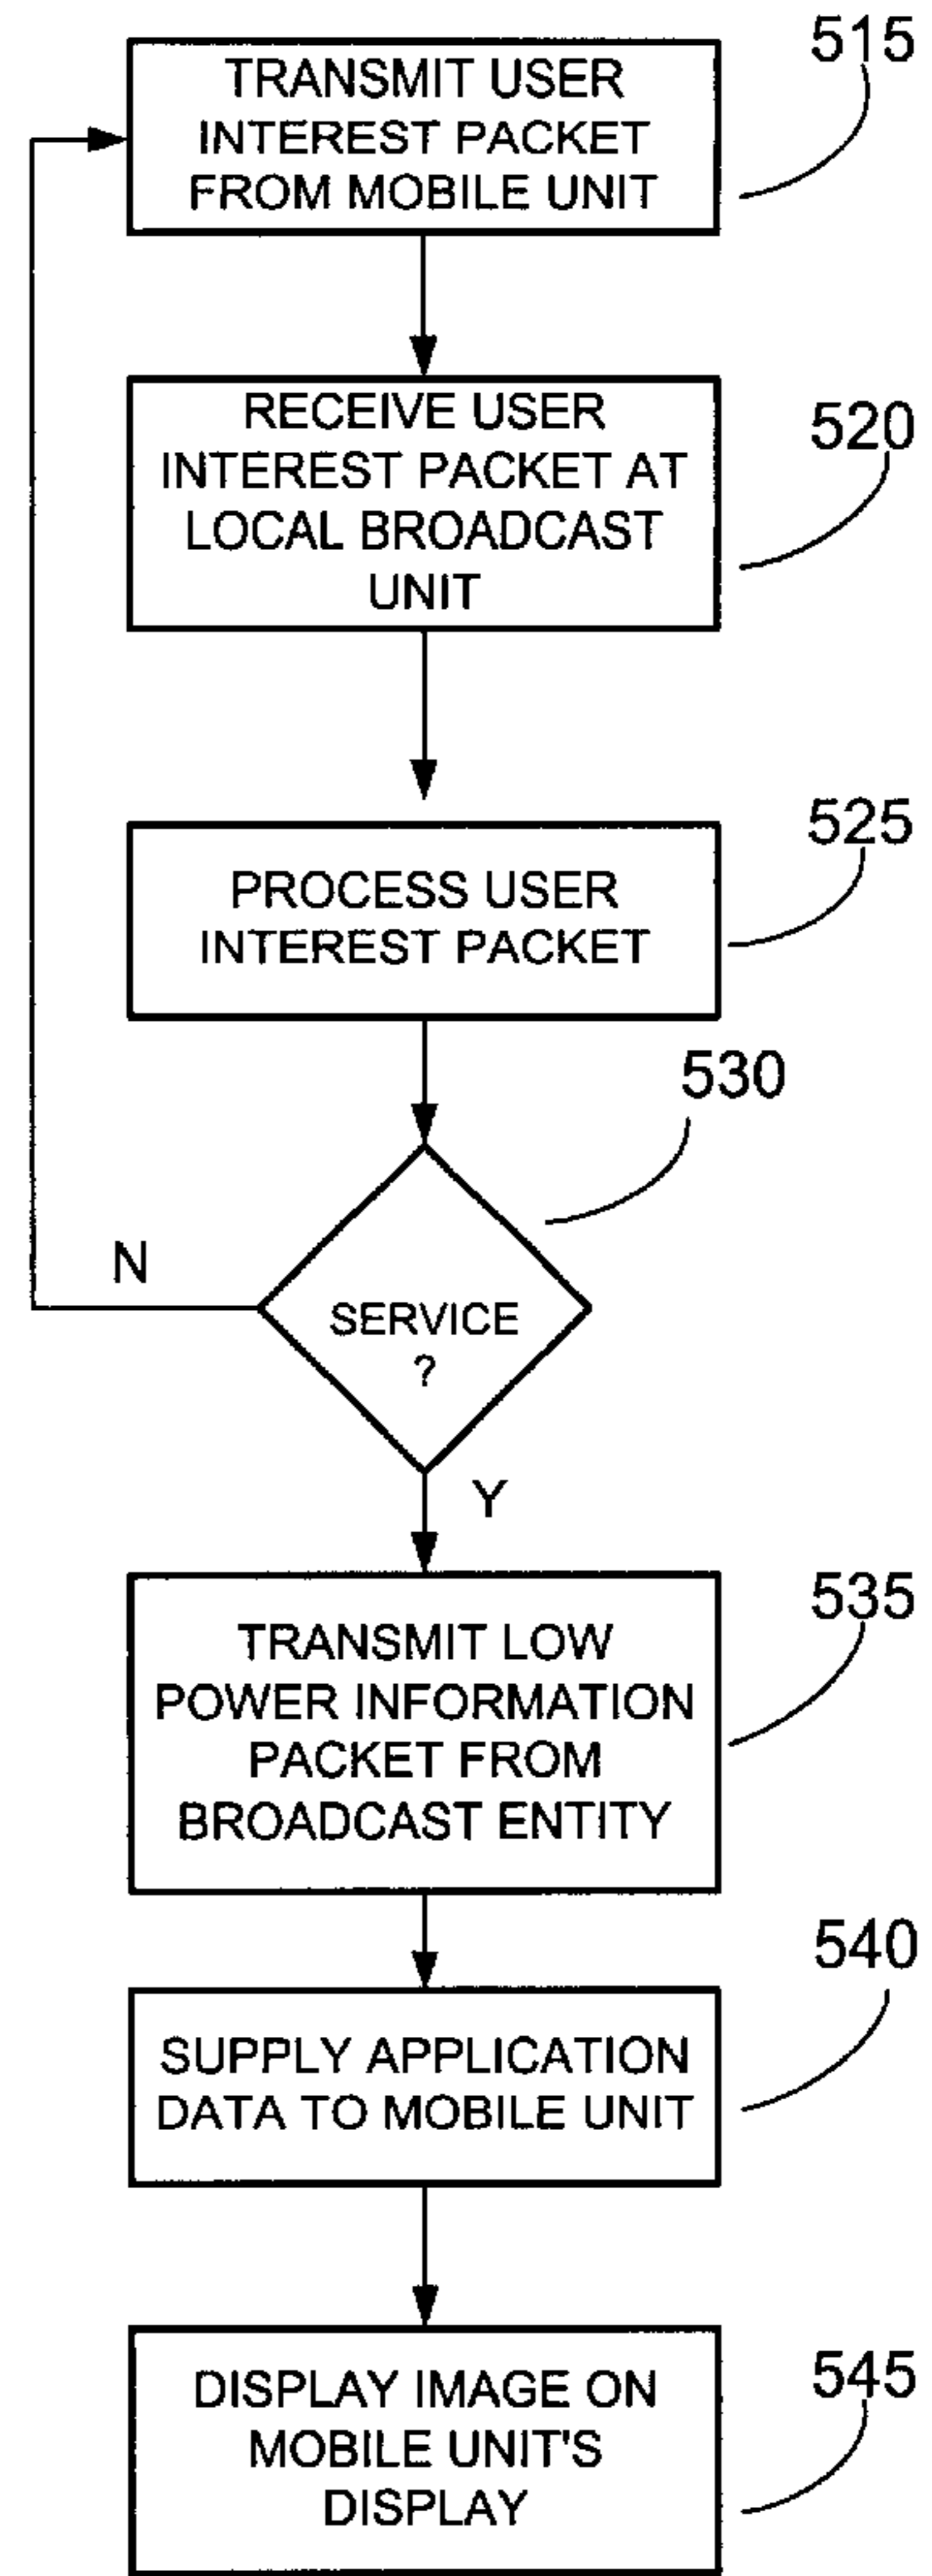 515
TRANSMIT USER
INTEREST PACKET
FROM MOBILE UNIT
520
RECEIVE USER
INTEREST PACKET AT
LOCAL BROADCAST
UNIT
525
PROCESS USER
INTEREST PACKET
530
N
SERVICE
?
Y
535
TRANSMIT LOW
POWER INFORMATION
PACKET FROM
BROADCAST ENTITY
540
SUPPLY APPLICATION
DATA TO MOBILE UNIT
545
DISPLAY IMAGE ON
MOBILE UNIT'S
DISPLAY